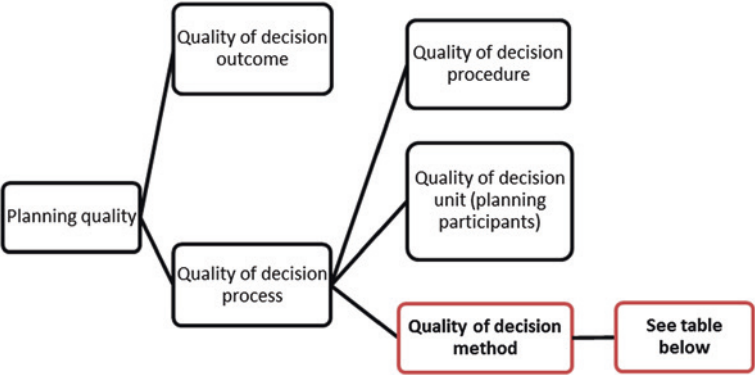 Quality of decision
outcome
Quality of decision
procedure
Quality of decision
unit (planning
participants)
Planning quality
Quality of decision
process
Quality of decision
method
See table
below